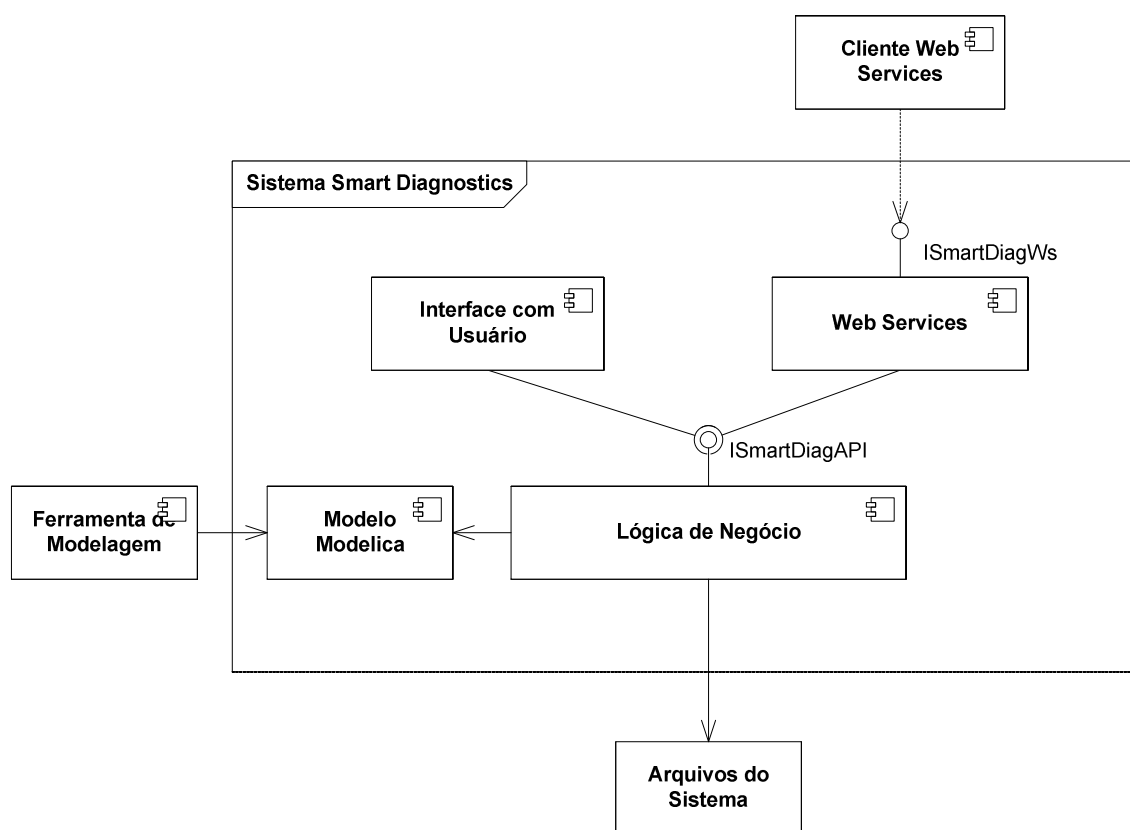 Cliente Web
Services
Sistema Smart Diagnostics
ISmartDiagWs
Interface com
Usuário
Web Services
ISmartDiagAPI
Ferramenta de
Modelagem
Modelo
Modelica
Lógica de Negócio
Arquivos do
Sistema